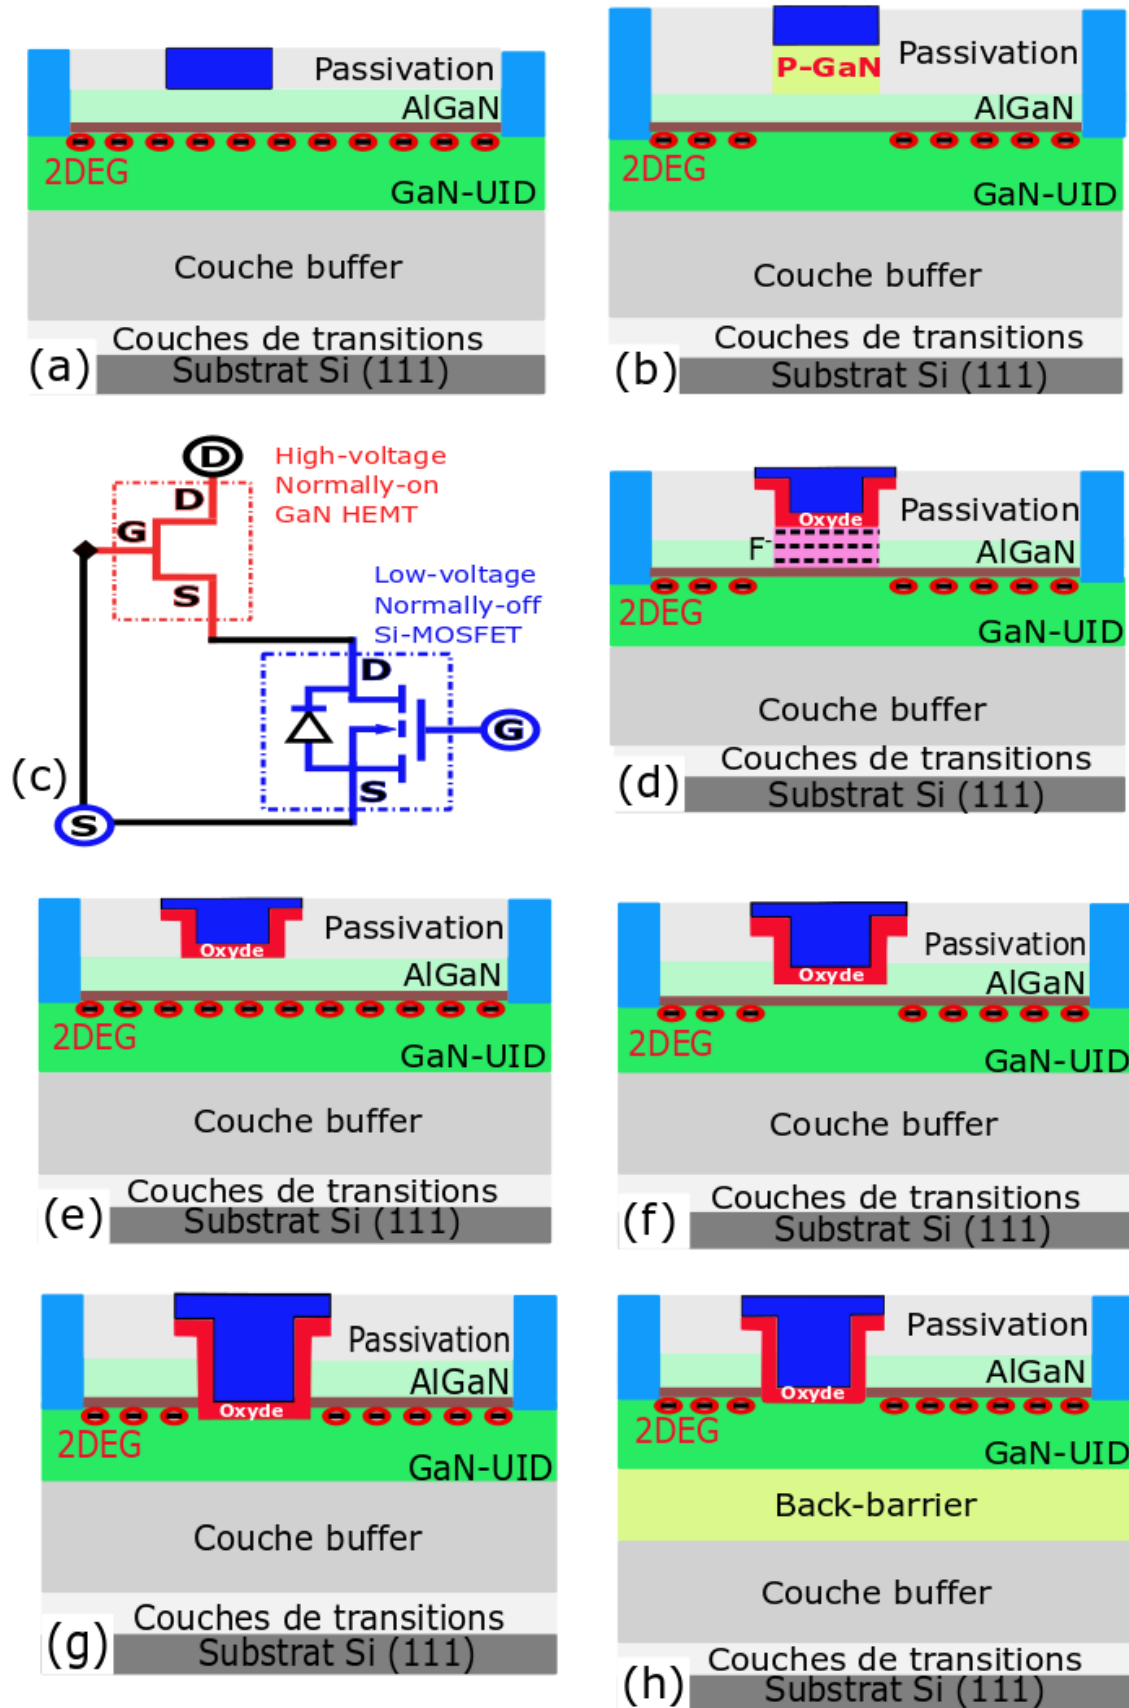 Passivation
AlGaN
2DEG
GaN-UID
Couche buffer
Couches de transitions
Substrat Si (111)
(a)
P-GaN
Passivation
AlGaN
2DEG
GaN-UID
Couche buffer
Couches de transitions
Substrat Si (111)
(b)
D
High-voltage
Normally-on
GaN HEMT
D
G
S
Low-voltage
Normally-off
Si-MOSFET
D
G
S
S
(c)
Oxyde
Passivation
F-
AlGaN
2DEG
GaN-UID
Couche buffer
Couches de transitions
Substrat Si (111)
(d)
Passivation
Oxyde
AlGaN
2DEG
GaN-UID
Couche buffer
Couches de transitions
Substrat Si (111)
(e)
Passivation
Oxyde
AlGaN
2DEG
GaN-UID
Couche buffer
Couches de transitions
Substrat Si (111)
(f)
Passivation
AlGaN
Oxyde
2DEG
GaN-UID
Couche buffer
Couches de transitions
Substrat Si (111)
(g)
Passivation
AlGaN
Oxyde
2DEG
GaN-UID
Back-barrier
Couche buffer
Couches de transitions
Substrat Si (111)
(h)